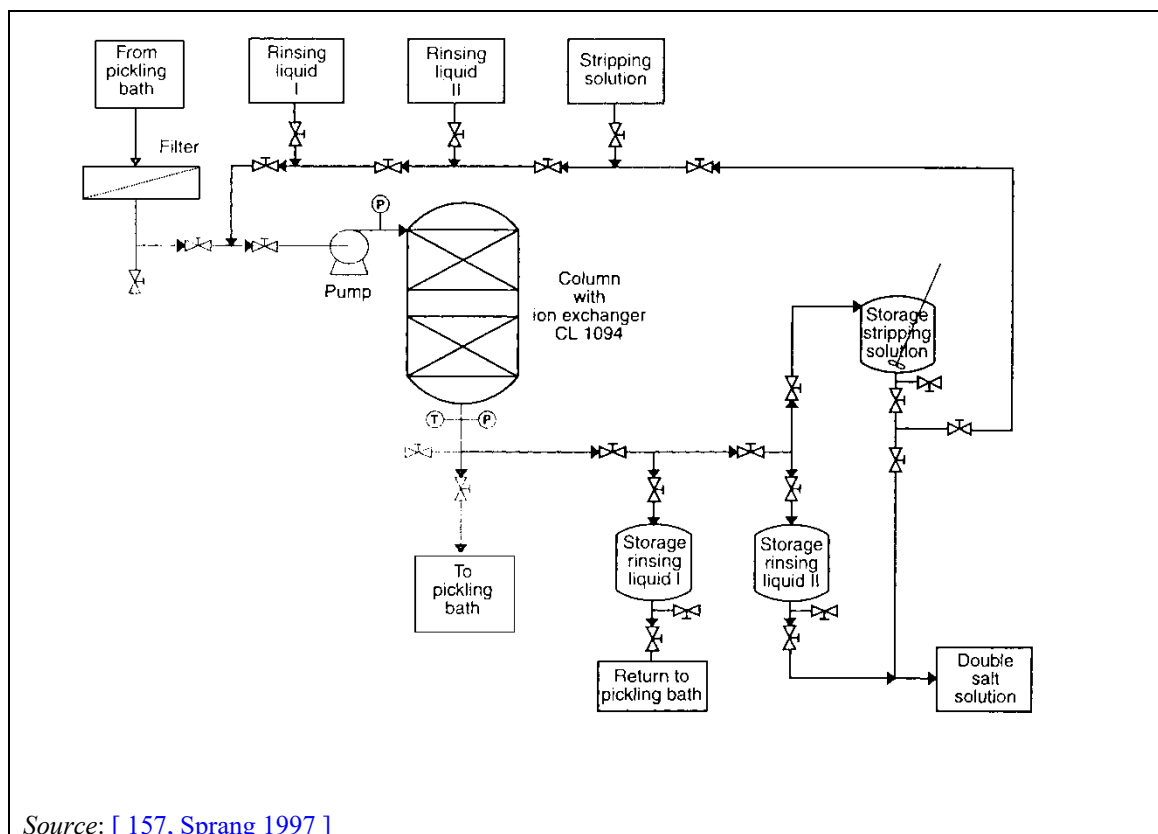 From
pickling
bath
Rinsing
liquid
I
Rinsing
liquid
II
Stripping
solution
Filter
P
Pump
Column
with
ion exchanger
CL 1094
Storage
stripping
solution
T
P
To
pickling
bath
Storage
rinsing
liquid I
Storage
rinsing
liquid II
Return to
pickling bath
Double
salt
solution
Source: [ 157, Sprang 1997 ]